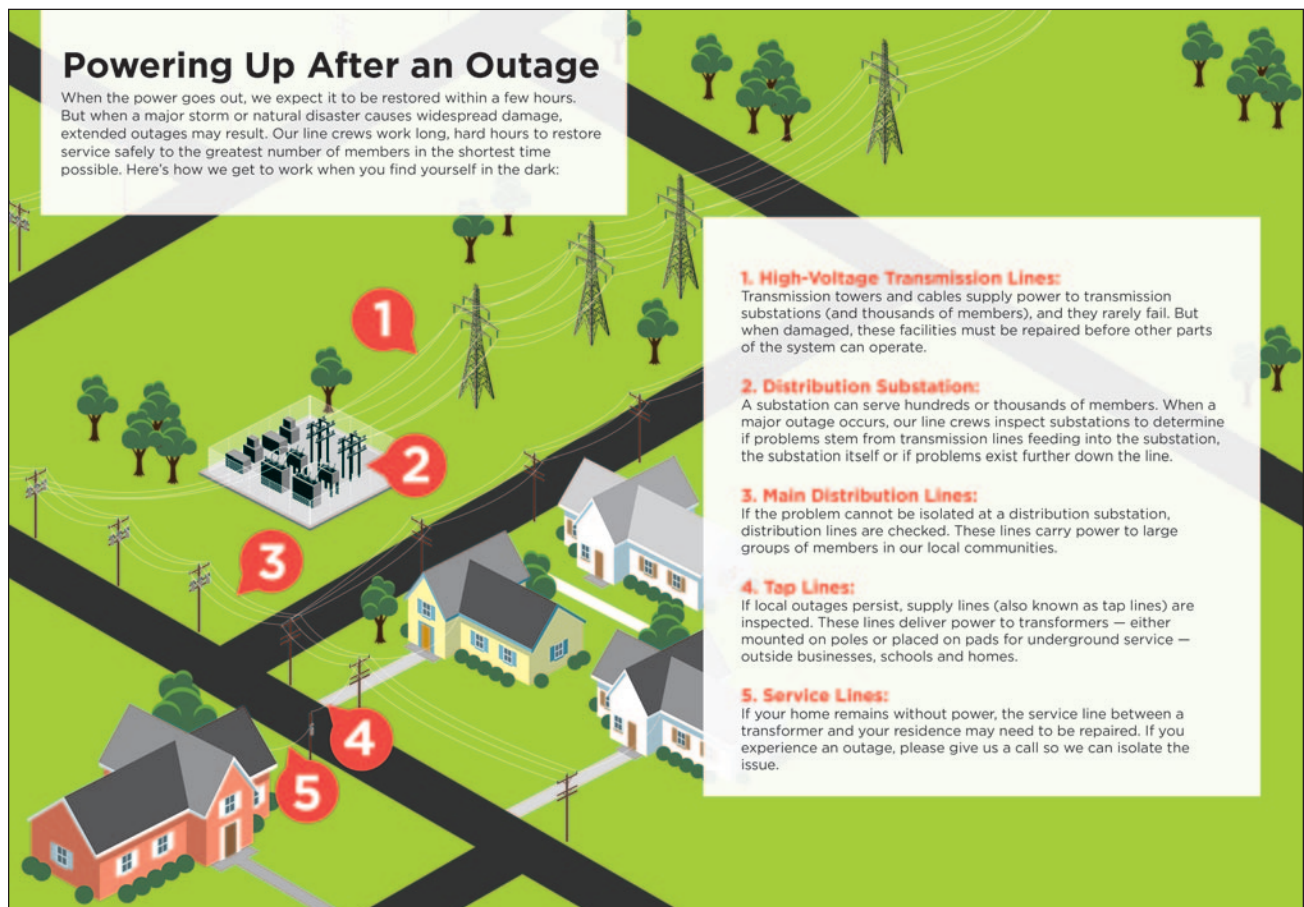 Powering Up After an Outage
When the power goes out, we expect it to be restored within a few hours.
But when a major storm or natural disaster causes widespread damage,
extended outages may result. Our line crews work long, hard hours to restore
service safely to the greatest number of members in the shortest time
possible. Here's how we get to work when you find yourself in the dark:
1
2
3
4
5
1. High-Voltage Transmission Lines:
Transmission towers and cables supply power to transmission
substations (and thousands of members), and they rarely fail. But
when damaged, these facilities must be repaired before other parts
of the system can operate.
2. Distribution Substation:
A substation can serve hundreds or thousands of members. When a
major outage occurs, our line crews inspect substations to determine
if problems stem from transmission lines feeding into the substation,
the substation itself or if problems exist further down the line.
3. Main Distribution Lines:
If the problem cannot be isolated at a distribution substation,
distribution lines are checked. These lines carry power to large
groups of members in our local communities.
4. Tap Lines:
If local outages persist, supply lines (also known as tap lines) are
inspected. These lines deliver power to transformers — either
mounted on poles or placed on pads for underground service —
outside businesses, schools and homes.
5. Service Lines:
If your home remains without power, the service line between a
transformer and your residence may need to be repaired. If you
experience an outage, please give us a call so we can isolate the
issue.